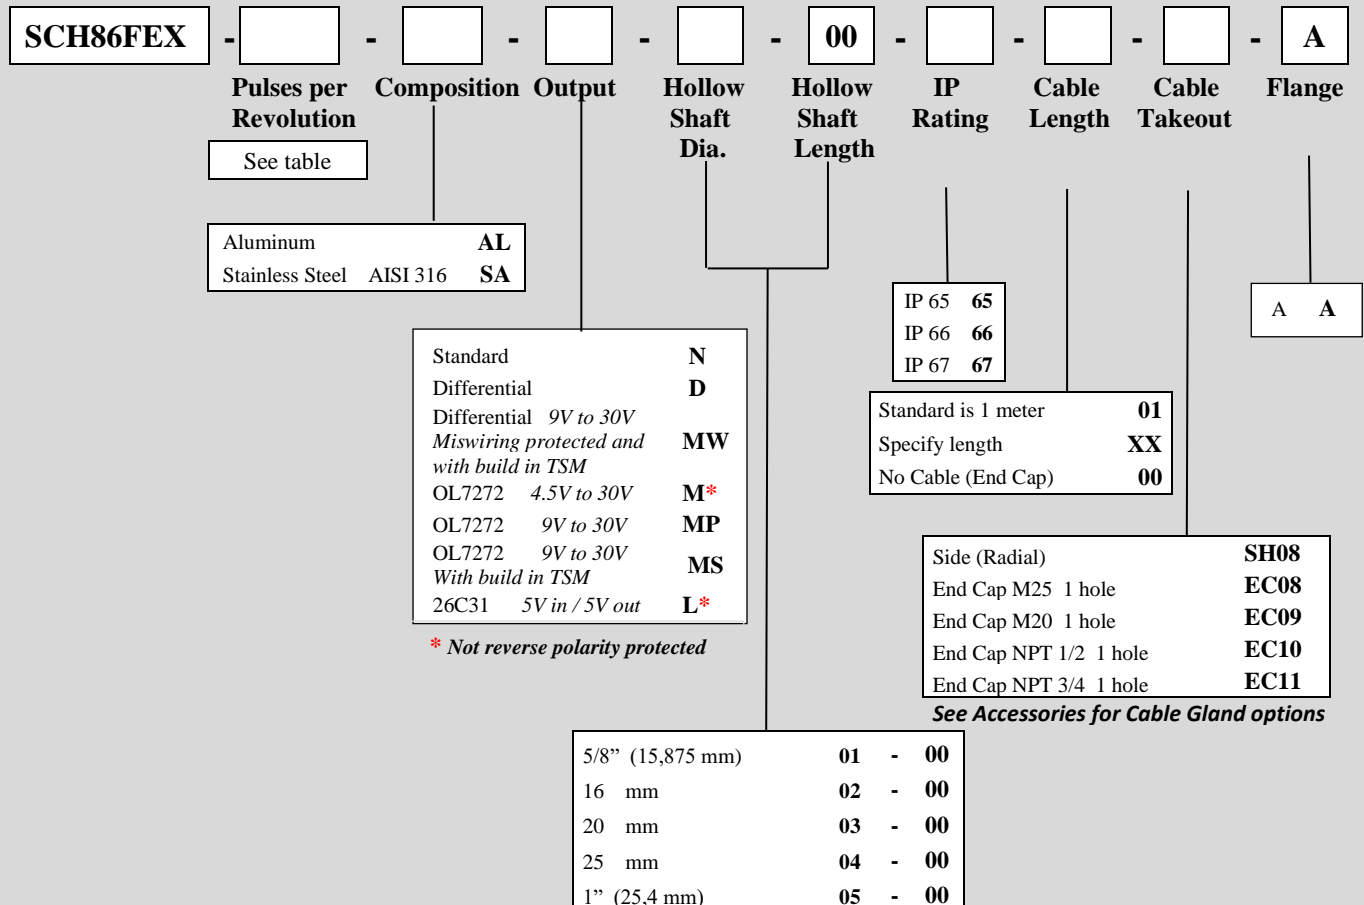 SCH86FEX - - - - - 00 - - - - A
Pulses per Revolution
Composition
Output
Hollow Shaft Dia.
Hollow Shaft Length
IP Rating
Cable Length
Cable Takeout
Flange
See table
Aluminum AL
Stainless Steel AISI 316 SA
Standard N
Differential D
Differential 9V to 30V
Miswiring protected and MW
with build in TSM
OL7272 4.5V to 30V M*
OL7272 9V to 30V MP
OL7272 9V to 30V MS
With build in TSM
26C31 5V in / 5V out L*
* Not reverse polarity protected
IP 65 65
IP 66 66
IP 67 67
A A
Standard is 1 meter 01
Specify length XX
No Cable (End Cap) 00
Side (Radial) SH08
End Cap M25 1 hole EC08
End Cap M20 1 hole EC09
End Cap NPT 1/2 1 hole EC10
End Cap NPT 3/4 1 hole EC11
See Accessories for Cable Gland options
5/8” (15,875 mm) 01 - 00
16 mm 02 - 00
20 mm 03 - 00
25 mm 04 - 00
1” (25,4 mm) 05 - 00